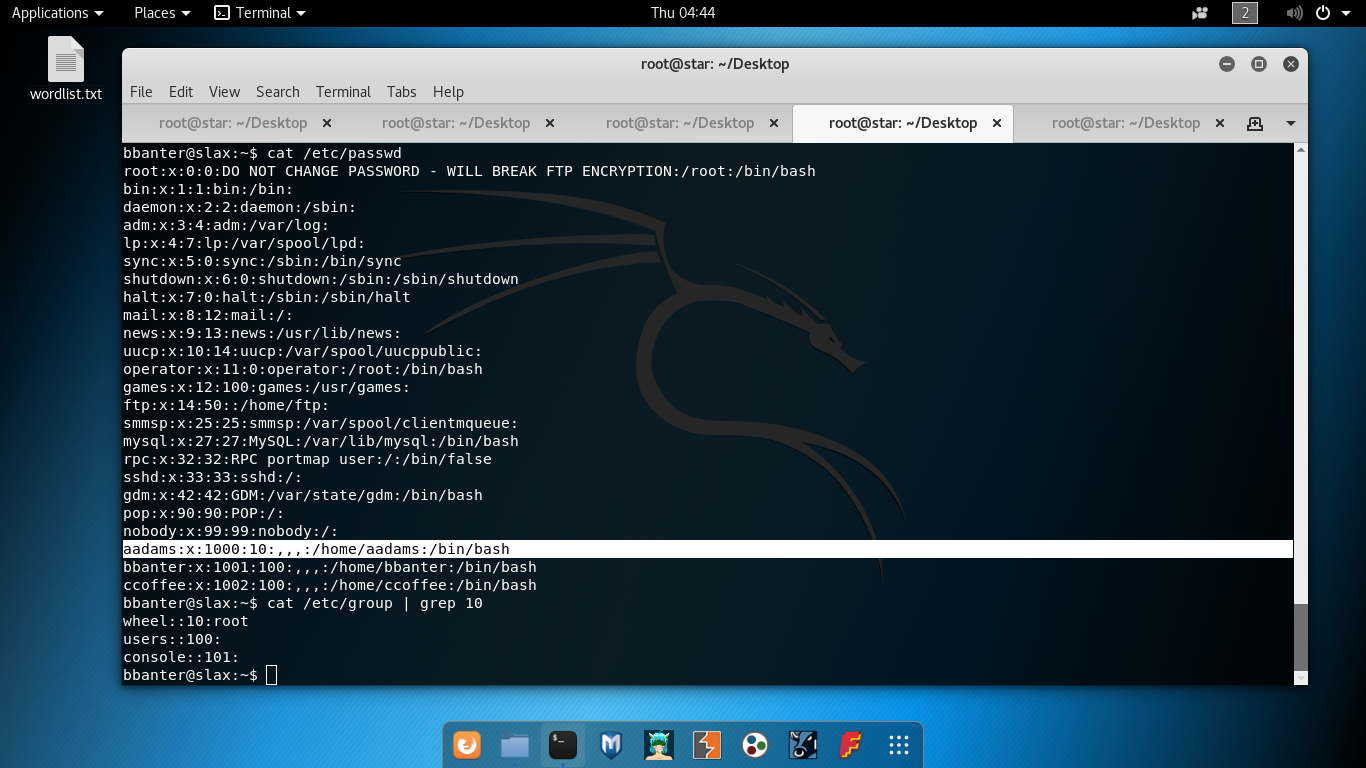 Applications Places Terminal Thu 04:44 2
wordlist.txt
root@star: ~/Desktop
File Edit View Search Terminal Tabs Help
root@star: ~/Desktop root@star: ~/Desktop root@star: ~/Desktop root@star: ~/Desktop root@star: ~/Desktop
bbanter@slax:~$ cat /etc/passwd
root:x:0:0:DO NOT CHANGE PASSWORD - WILL BREAK FTP ENCRYPTION:/root:/bin/bash
bin:x:1:1:bin:/bin:
daemon:x:2:2:daemon:/sbin:
adm:x:3:4:adm:/var/log:
lp:x:4:7:lp:/var/spool/lpd:
sync:x:5:0:sync:/sbin:/bin/sync
shutdown:x:6:0:shutdown:/sbin:/sbin/shutdown
halt:x:7:0:halt:/sbin:/sbin/halt
mail:x:8:12:mail:/:
news:x:9:13:news:/usr/lib/news:
uucp:x:10:14:uucp:/var/spool/uucppublic:
operator:x:11:0:operator:/root:/bin/bash
games:x:12:100:games:/usr/games:
ftp:x:14:50::/home/ftp:
smmsp:x:25:25:smmsp:/var/spool/clientmqueue:
mysql:x:27:27:MySQL:/var/lib/mysql:/bin/bash
rpc:x:32:32:RPC portmap user:/:/bin/false
sshd:x:33:33:sshd:/:
gdm:x:42:42:GDM:/var/state/gdm:/bin/bash
pop:x:90:90:POP:/:
nobody:x:99:99:nobody:/:
aadams:x:1000:10:,,,:/home/aadams:/bin/bash
bbanter:x:1001:100:,,,:/home/bbanter:/bin/bash
ccoffee:x:1002:100:,,,:/home/ccoffee:/bin/bash
bbanter@slax:~$ cat /etc/group | grep 10
wheel::10:root
users::100:
console::101:
bbanter@slax:~$